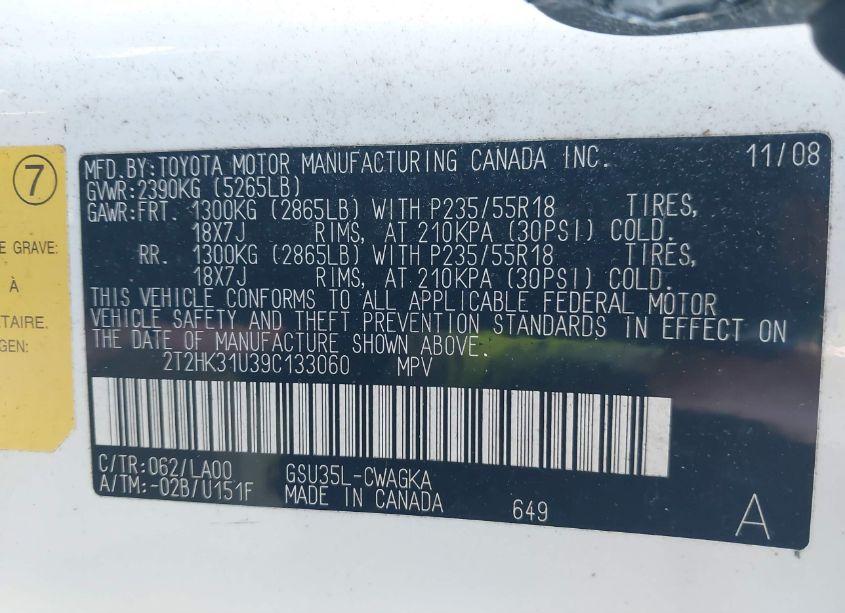 7
E GRAVE:
À
TAIRE.
GEN:
MFD.BY:TOYOTA MOTOR MANUFACTURING CANADA INC. 11/08
GVWR:2390KG (5265LB)
GAWR:FRT. 1300KG (2865LB) WITH P235/55R18 TIRES,
18X7J RIMS, AT 210KPA (30PSI) COLD.
RR. 1300KG (2865LB) WITH P235/55R18 TIRES,
18X7J RIMS, AT 210KPA (30PSI) COLD.
THIS VEHICLE CONFORMS TO ALL APPLICABLE FEDERAL MOTOR
VEHICLE SAFETY AND THEFT PREVENTION STANDARDS IN EFFECT ON
THE DATE OF MANUFACTURE SHOWN ABOVE.
2T2HK31U39C133060 MPV
C/TR:062/LA00 GSU35L-CWAGKA
A/TM:-02B/U151F MADE IN CANADA 649 A